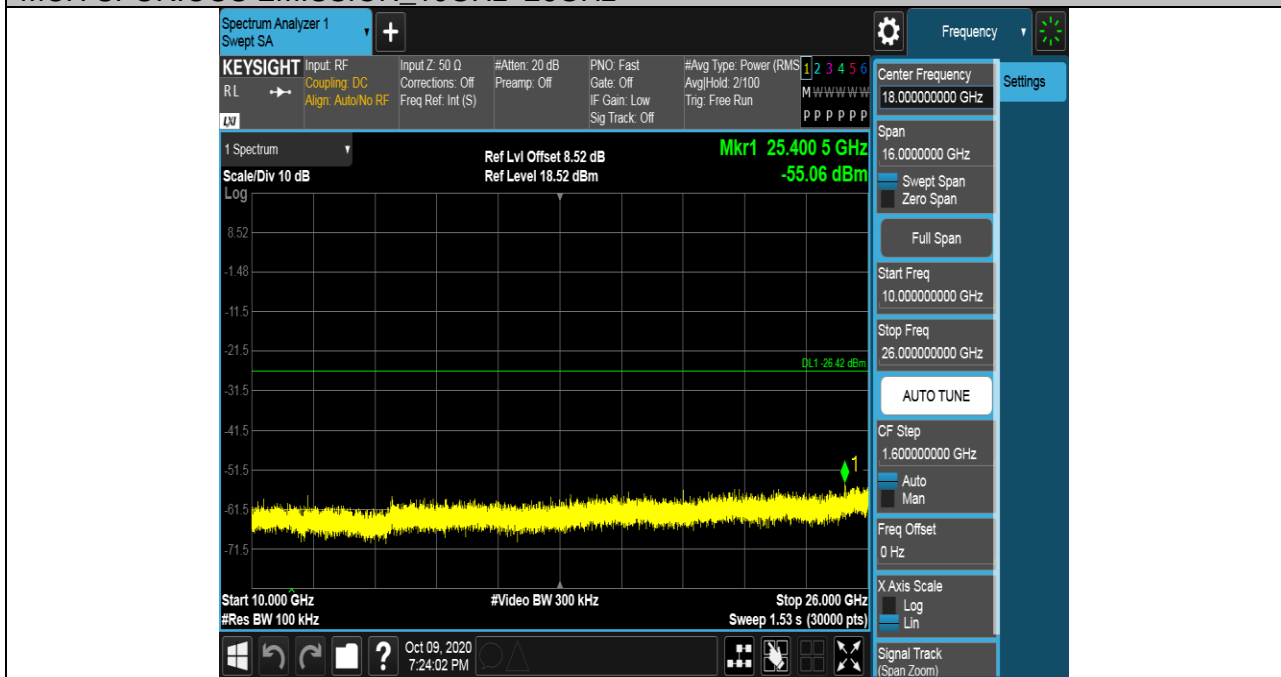 Spectrum Analyzer 1
Swept SA
Frequency
KEYSIGHT
RL
LXI
Input: RF
Coupling: DC
Align: Auto/No RF
Input Z: 50 Ω
Corrections: Off
Freq Ref: Int (S)
#Atten: 20 dB
Preamp: Off
PNO: Fast
Gate: Off
IF Gain: Low
Sig Track: Off
#Avg Type: Power (RMS
Avg|Hold: 2/100
Trig: Free Run
1 2 3 4 5 6
M W W W W W
P P P P P P
1 Spectrum
Scale/Div 10 dB
Ref Lvl Offset 8.52 dB
Ref Level 18.52 dBm
Mkr1 25.400 5 GHz
-55.06 dBm
Log
8.52
-1.48
-11.5
-21.5
DL1 -26.42 dBm
-31.5
-41.5
-51.5
1
-61.5
-71.5
Start 10.000 GHz
#Res BW 100 kHz
#Video BW 300 kHz
Stop 26.000 GHz
Sweep 1.53 s (30000 pts)
?
Oct 09, 2020
7:24:02 PM
Center Frequency
18.000000000 GHz
Span
16.0000000 GHz
Swept Span
Zero Span
Full Span
Start Freq
10.000000000 GHz
Stop Freq
26.000000000 GHz
AUTO TUNE
CF Step
1.600000000 GHz
Auto
Man
Freq Offset
0 Hz
X Axis Scale
Log
Lin
Signal Track
(Span Zoom)
Settings